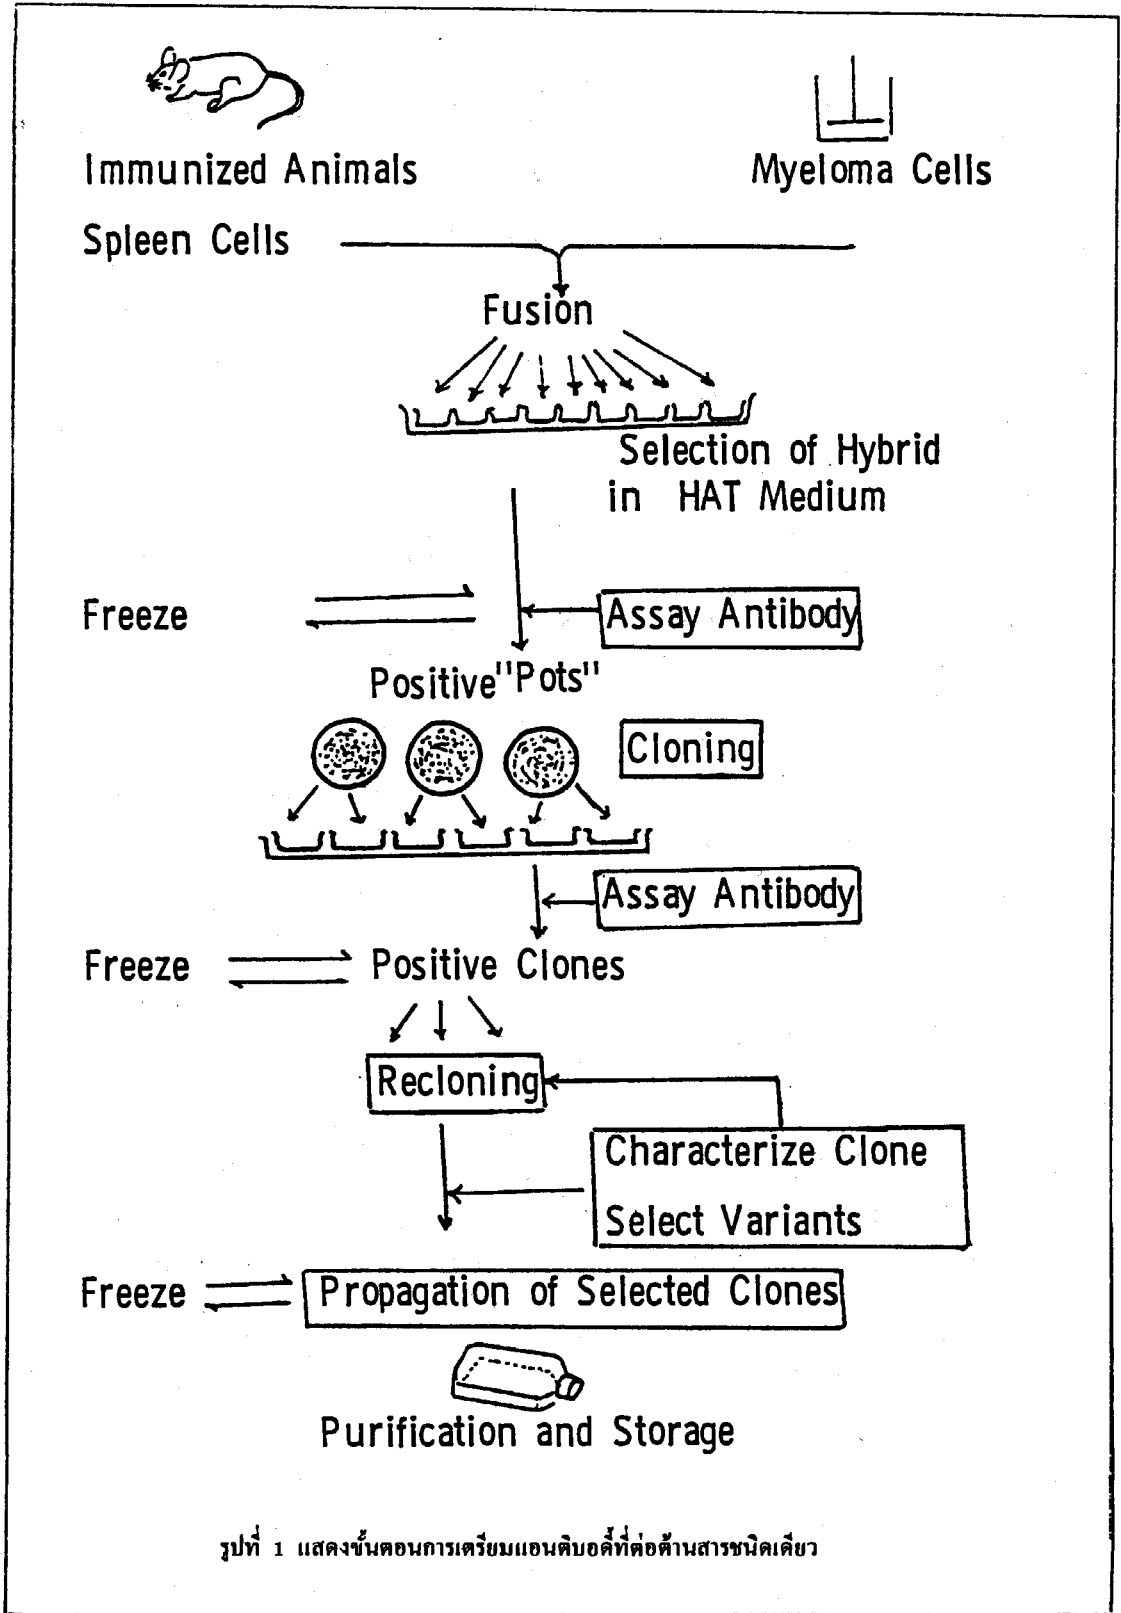 Immunized Animals
Myeloma Cells
Spleen Cells
Fusion
Selection of Hybrid
in HAT Medium
Freeze
Assay Antibody
Positive "Pots"
Cloning
Assay Antibody
Freeze
Positive Clones
Recloning
Characterize Clone
Select Variants
Freeze
Propagation of Selected Clones
Purification and Storage
รูปที่ 1 แสดงขั้นตอนการเตรียมแอนติบอดี้ที่ต่อต้านสารชนิดเดียว